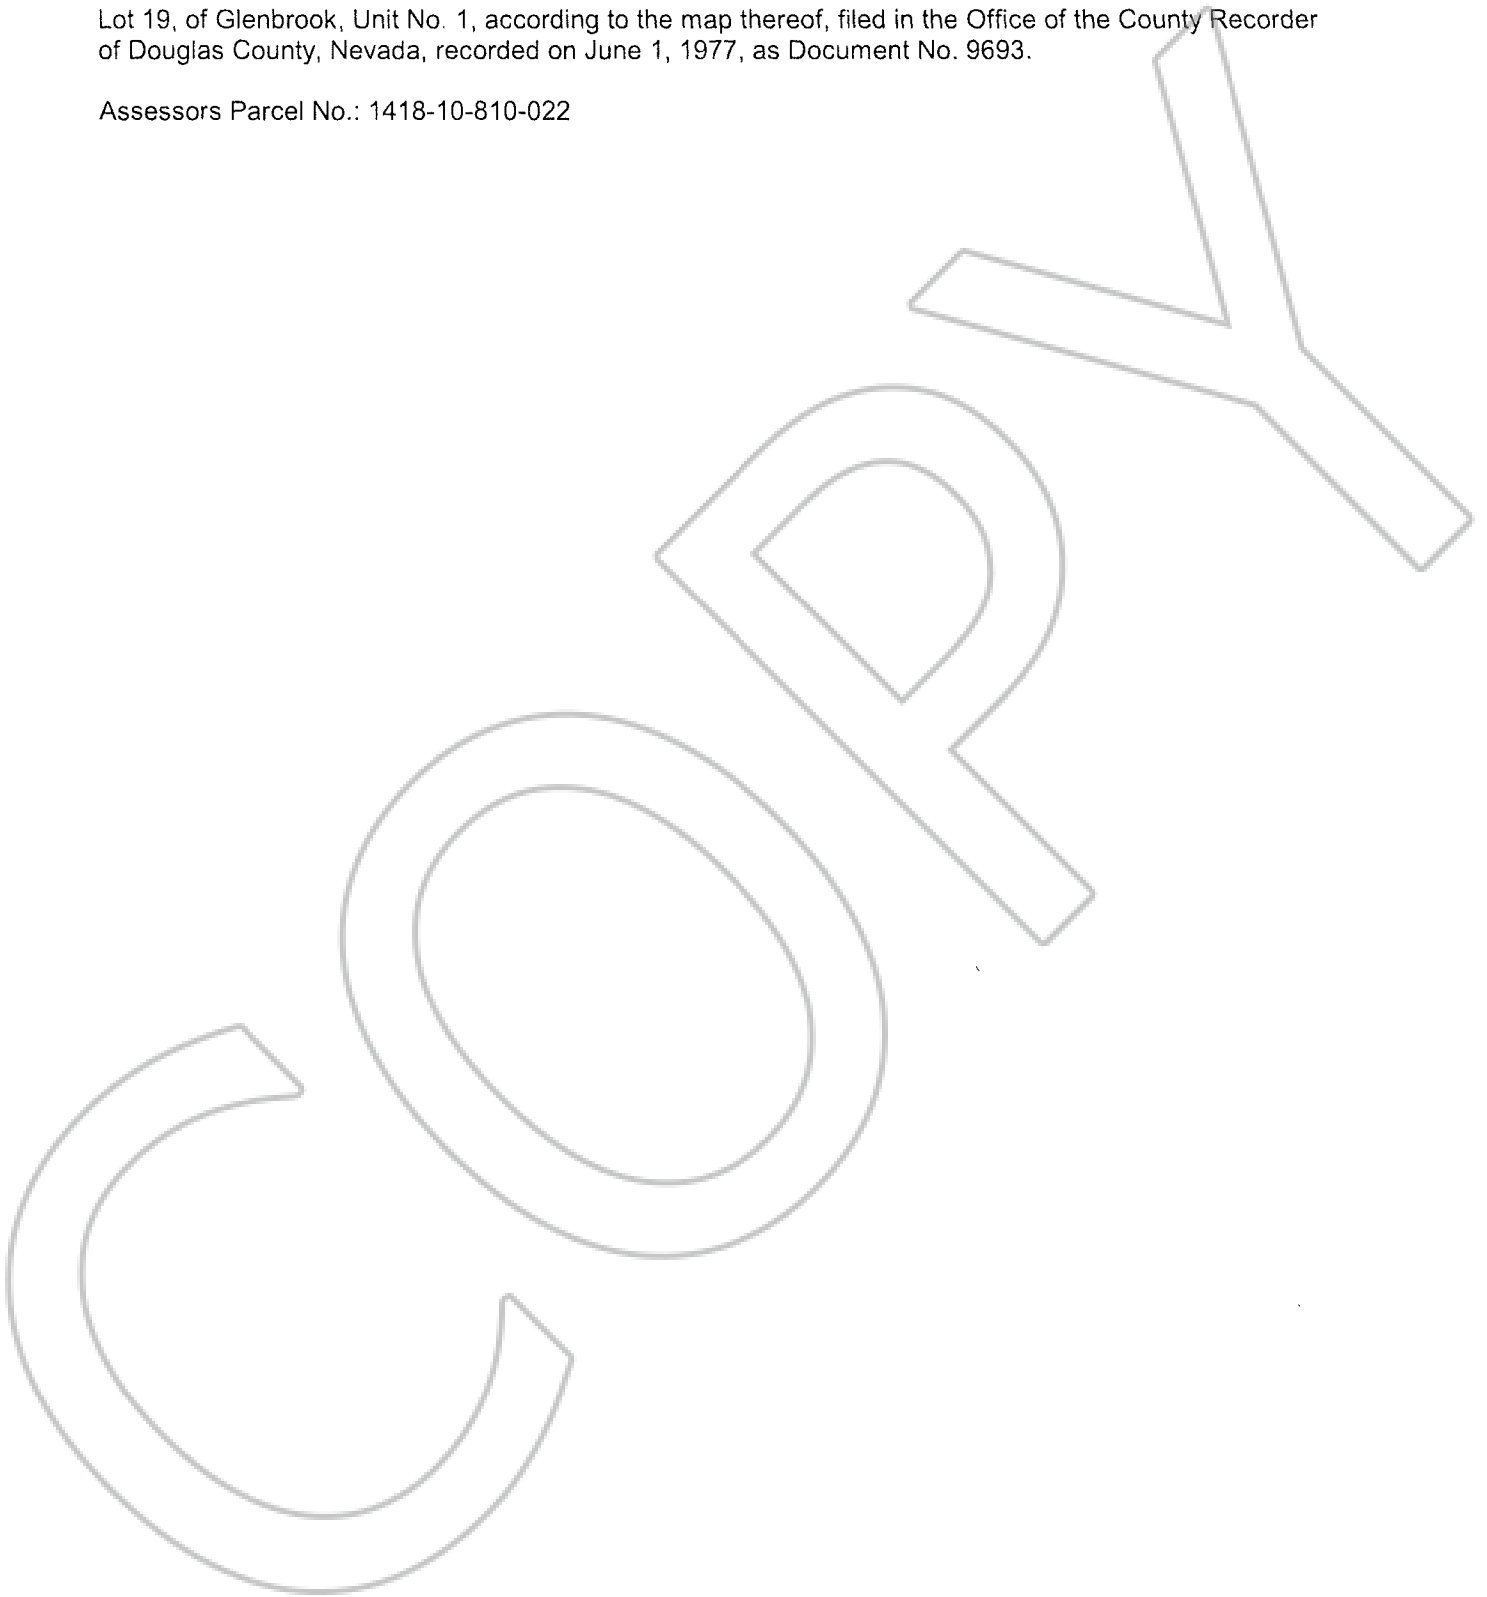 Lot 19, of Glenbrook, Unit No. 1, according to the map thereof, filed in the Office of the County Recorder
of Douglas County, Nevada, recorded on June 1, 1977, as Document No. 9693.
Assessors Parcel No.: 1418-10-810-022
COPY